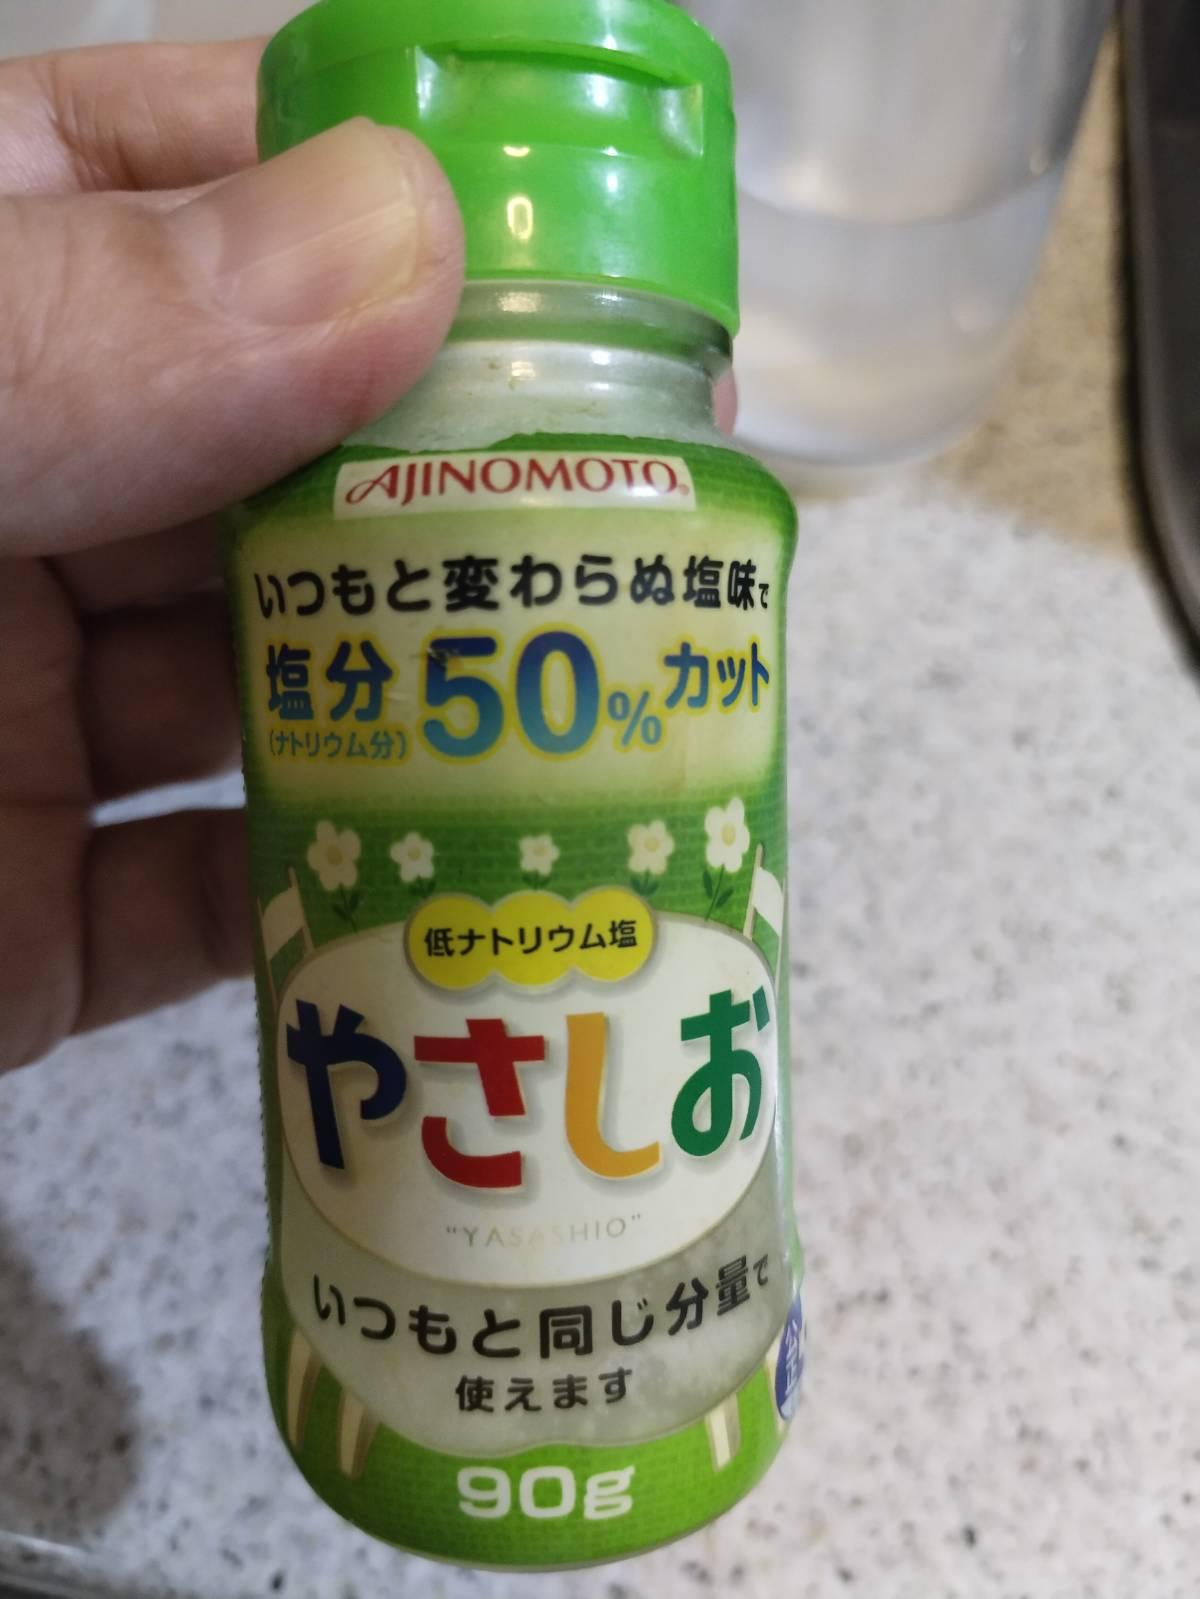 AJINOMOTO®
いつもと変わらぬ塩味で
塩分50%カット
(ナトリウム分)
低ナトリウム塩
やさしお
"YASASHIO"
いつもと同じ分量で
使えます
90g